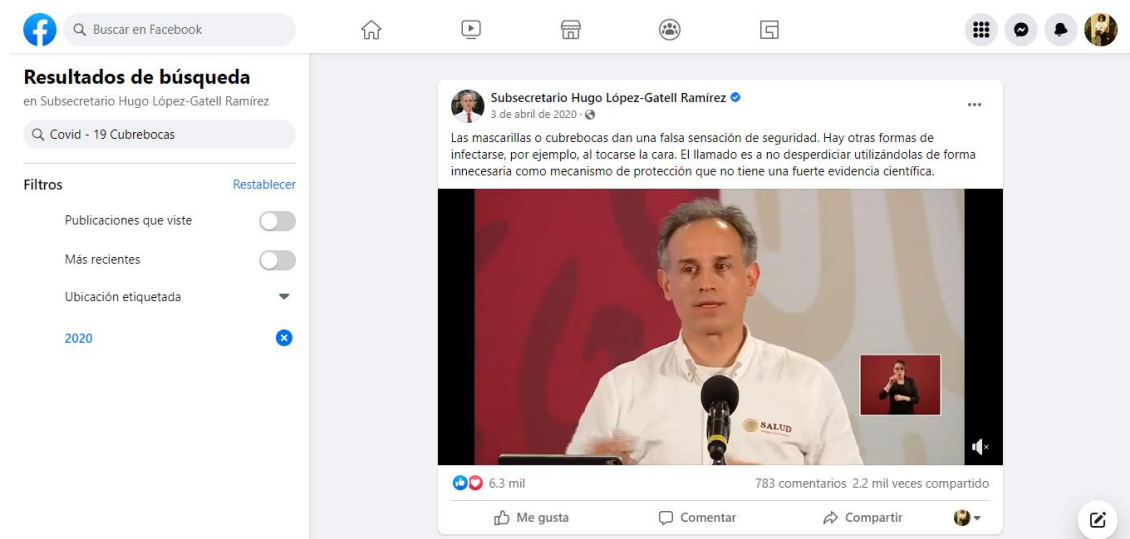 Buscar en Facebook
Resultados de búsqueda
en Subsecretario Hugo López-Gatell Ramírez
Covid - 19 Cubrebocas
Filtros
Restablecer
Publicaciones que viste
Más recientes
Ubicación etiquetada
2020
Subsecretario Hugo López-Gatell Ramírez
3 de abril de 2020 ·
Las mascarillas o cubrebocas dan una falsa sensación de seguridad. Hay otras formas de
infectarse, por ejemplo, al tocarse la cara. El llamado es a no desperdiciar utilizándolas de forma
innecesaria como mecanismo de protección que no tiene una fuerte evidencia científica.
SALUD
6.3 mil
783 comentarios 2.2 mil veces compartido
Me gusta
Comentar
Compartir